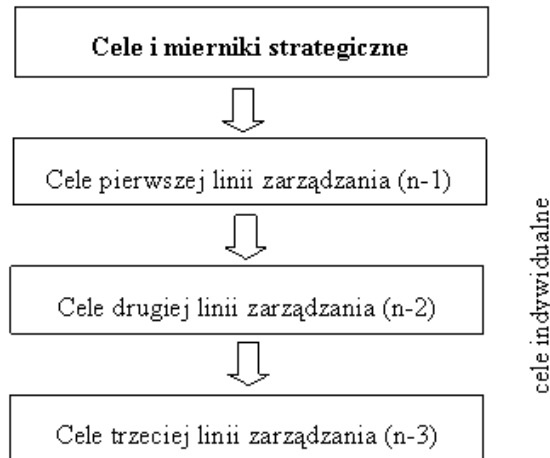 Cele i mierniki strategiczne
Cele pierwszej linii zarządzania (n-1)
Cele drugiej linii zarządzania (n-2)
Cele trzeciej linii zarządzania (n-3)
cele indywidualne